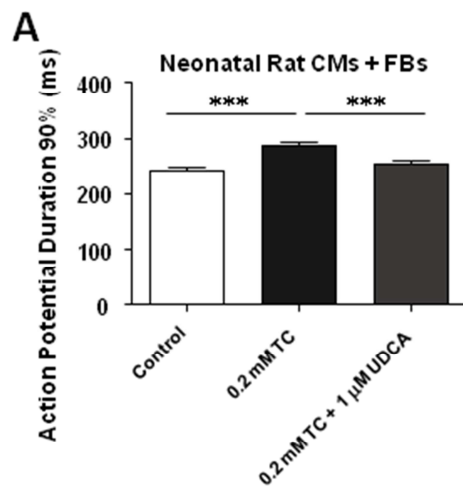 A
Neonatal Rat CMs + FBs
Action Potential Duration 90% (ms)
400
300
200
100
0
***
***
Control
0.2 mM TC
0.2 mM TC + 1 µM UDCA